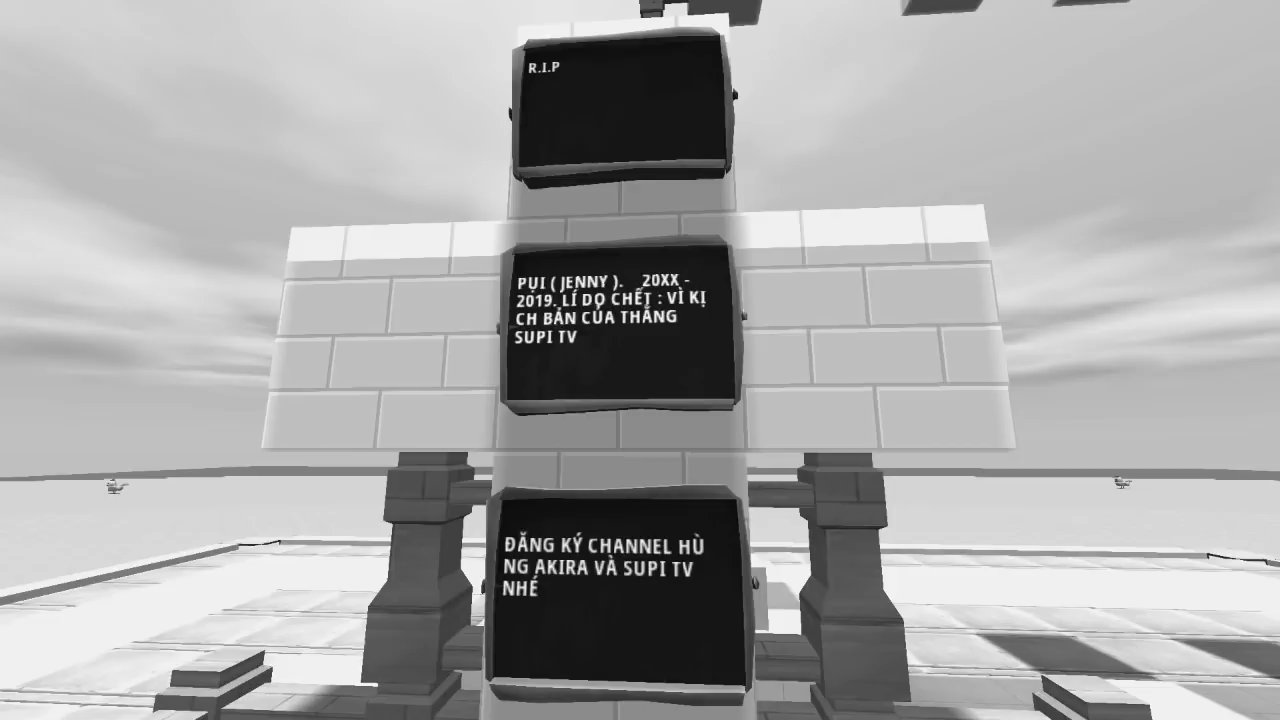 R.I.P
PỤI ( JENNY ). 20XX -
2019. LÍ DO CHẾT : VÌ KỊ
CH BẢN CỦA THẰNG
SUPI TV
ĐĂNG KÝ CHANNEL HÙ
NG AKIRA VÀ SUPI TV
NHÉ